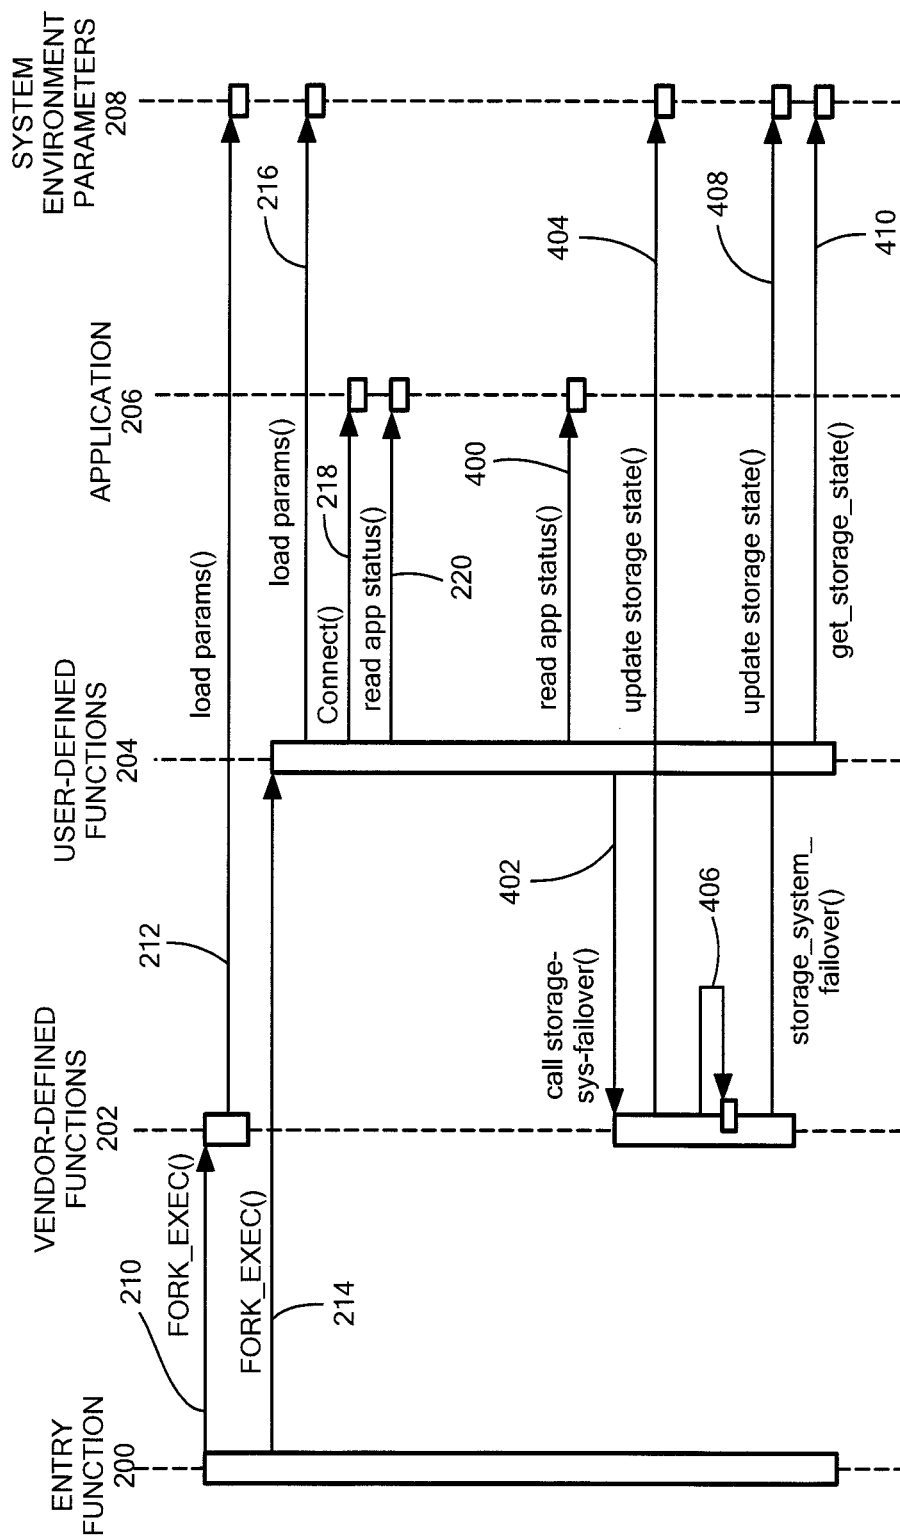 ENTRY
FUNCTION
200
VENDOR-DEFINED
FUNCTIONS
202
USER-DEFINED
FUNCTIONS
204
APPLICATION
206
SYSTEM
ENVIRONMENT
PARAMETERS
208
210
FORK_EXEC()
212
load params()
FORK_EXEC()
214
load params()
216
Connect()
218
read app status()
220
read app status()
400
402
call storage-
sys-failover()
update storage state()
404
406
update storage state()
408
storage_system_
failover()
get_storage_state()
410